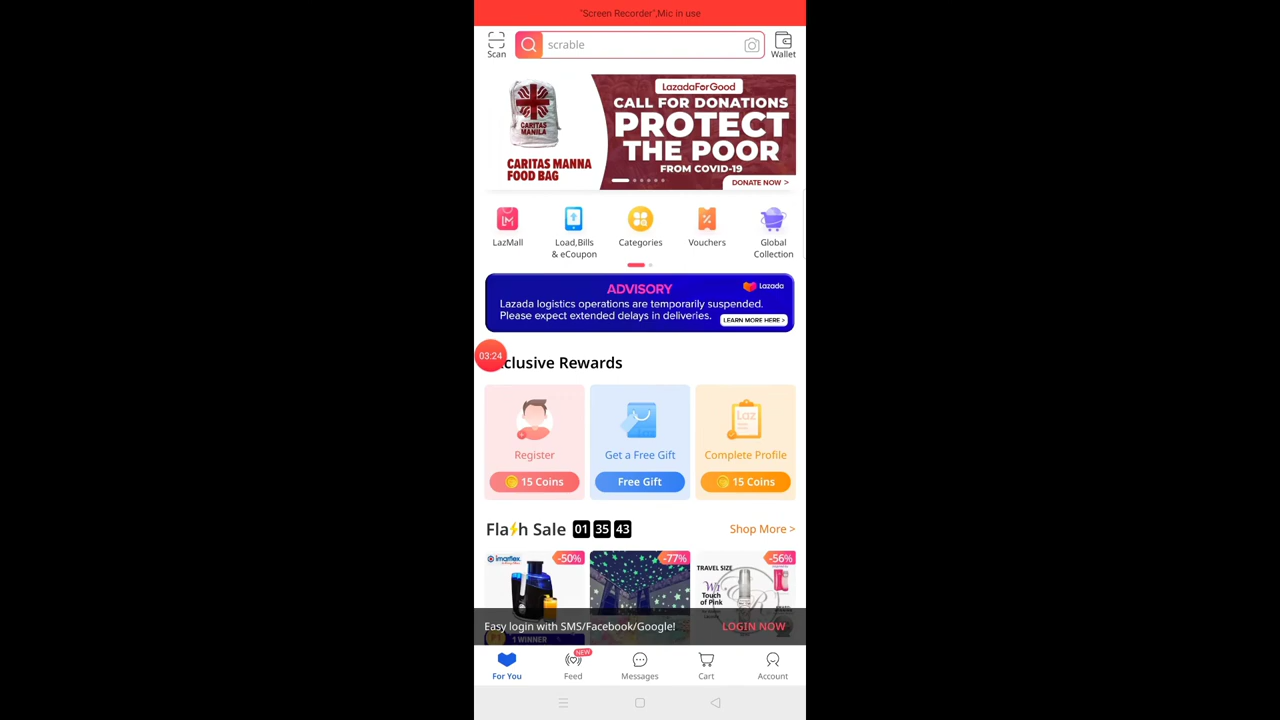 "Screen Recorder",Mic in use
Scan
scrable
Wallet
LazadaForGood
CALL FOR DONATIONS
PROTECT
THE POOR
FROM COVID-19
DONATE NOW >
CARITAS
MANILA
CARITAS MANNA
FOOD BAG
LazMall
Load,Bills
& eCoupon
Categories
Vouchers
Global
Collection
ADVISORY
Lazada
Lazada logistics operations are temporarily suspended.
Please expect extended delays in deliveries.
LEARN MORE HERE >
03:24
clusive Rewards
Register
15 Coins
Get a Free Gift
Free Gift
Complete Profile
Laz
15 Coins
Flash Sale 01 35 43
Shop More >
imarflex
-50%
-77%
-56%
TRAVEL SIZE
Touch
of Pink
Easy login with SMS/Facebook/Google!
LOGIN NOW
1 WINNER
For You
NEW
Feed
Messages
Cart
Account